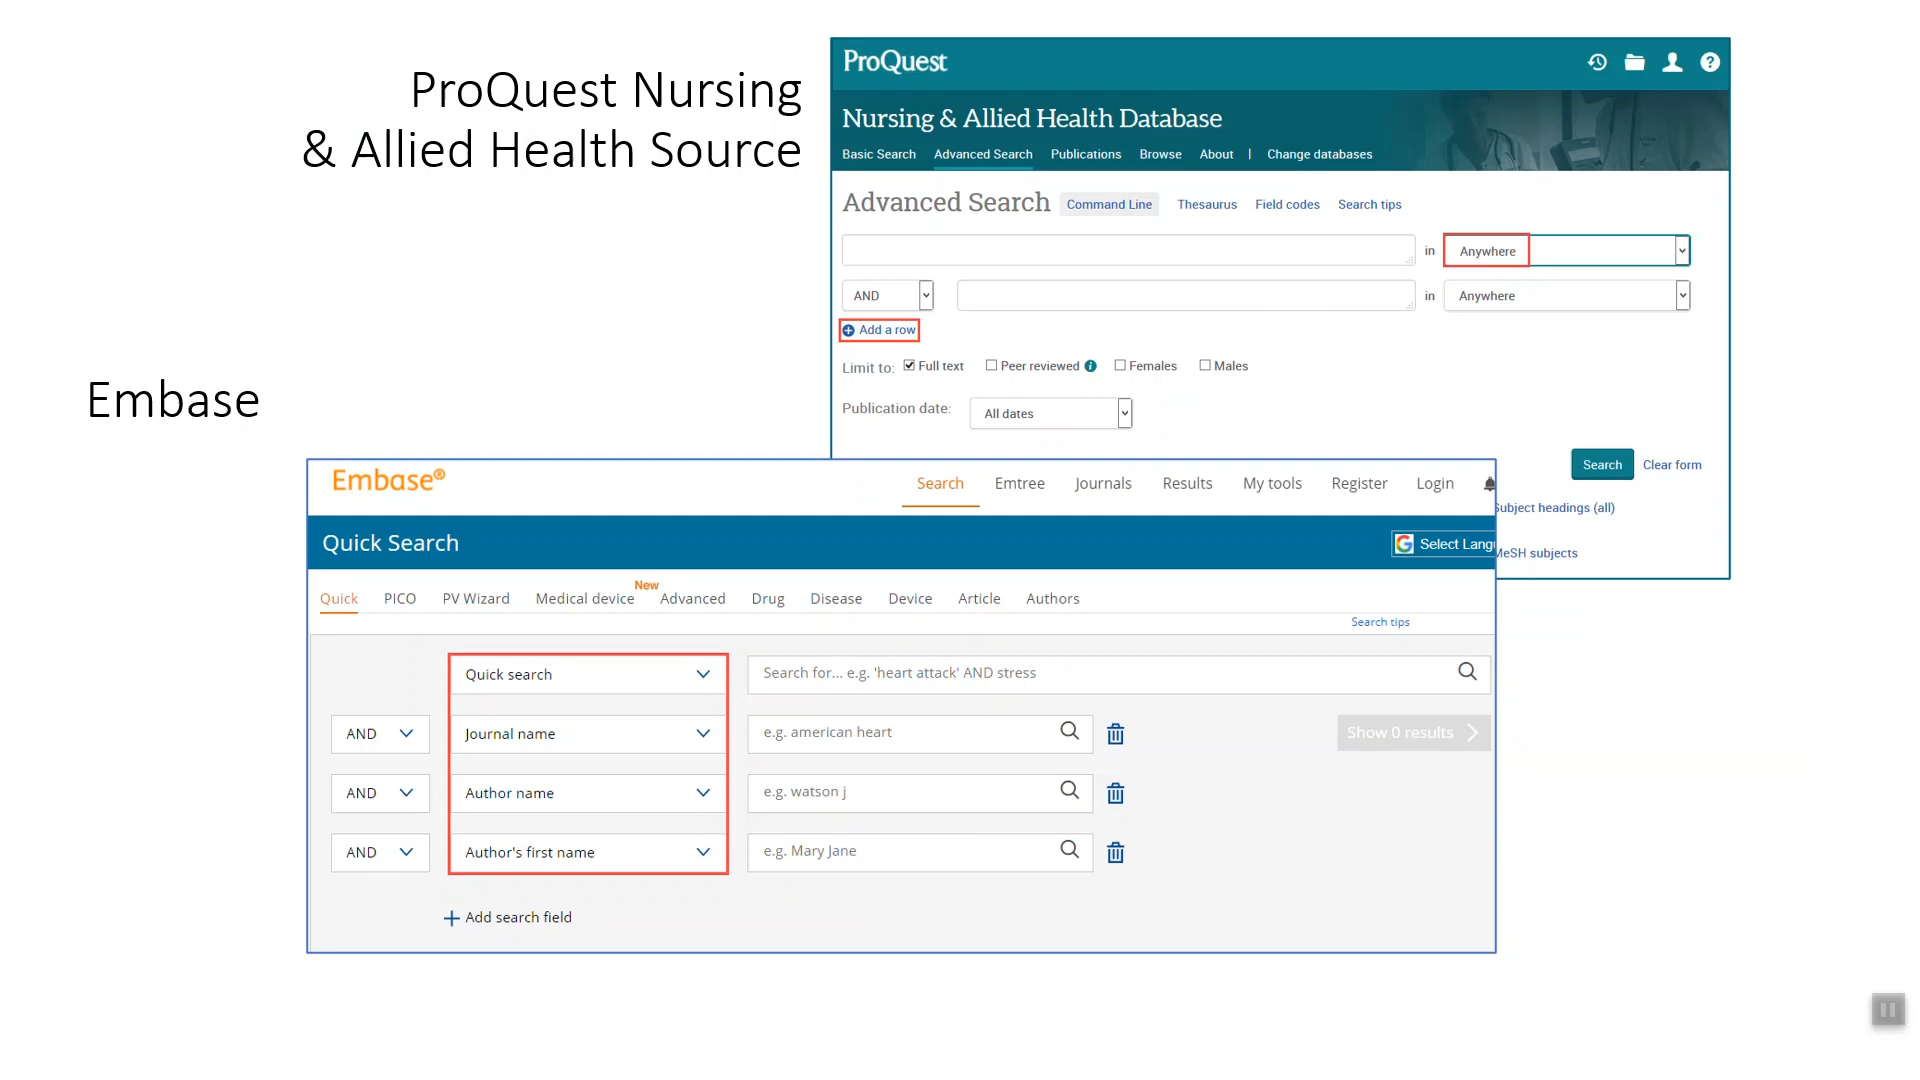 ProQuest Nursing
& Allied Health Source
ProQuest
Nursing & Allied Health Database
Basic Search Advanced Search Publications Browse About | Change databases
Advanced Search Command Line Thesaurus Field codes Search tips
in Anywhere
AND in Anywhere
Add a row
Limit to: Full text Peer reviewed Females Males
Publication date: All dates
Search Clear form
Subject headings (all)
MeSH subjects
Embase
Embase®
Search Emtree Journals Results My tools Register Login
Quick Search
Select Langu
New
Quick PICO PV Wizard Medical device Advanced Drug Disease Device Article Authors
Search tips
Quick search Search for... e.g. 'heart attack' AND stress
AND Journal name e.g. american heart Show 0 results
AND Author name e.g. watson j
AND Author's first name e.g. Mary Jane
Add search field